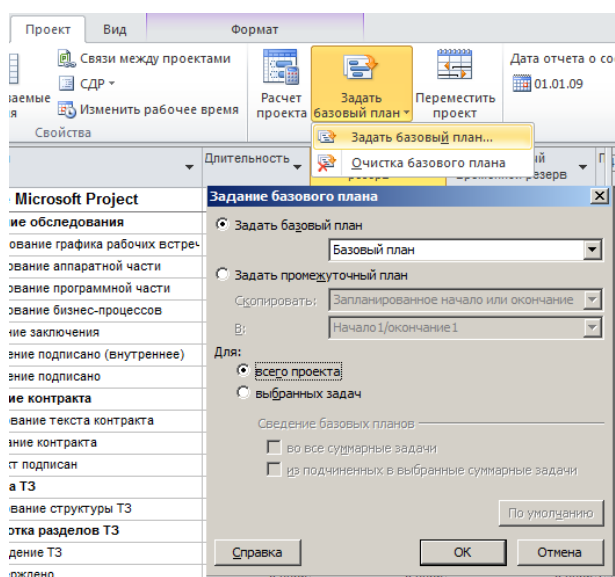 Проект Вид Формат
Связи между проектами
СДР
Изменить рабочее время
Свойства
Расчет проекта
Задать базовый план
Переместить проект
Дата отчета о со
01.01.09
Задать базовый план...
Очистка базового плана
Длительность
Microsoft Project
ие обследования
ование графика рабочих встреч
ование аппаратной части
ование программной части
ование бизнес-процессов
ние заключения
ение подписано (внутреннее)
ение подписано
ие контракта
ование текста контракта
ание контракта
кт подписан
а ТЗ
ование структуры ТЗ
отка разделов ТЗ
дение ТЗ
Задание базового плана
Задать базовый план
Базовый план
Задать промежуточный план
Скопировать: Запланированное начало или окончание
В: Начало1/окончание1
Для:
всего проекта
выбранных задач
Сведение базовых планов
во все суммарные задачи
из подчиненных в выбранные суммарные задачи
По умолчанию
Справка ОК Отмена